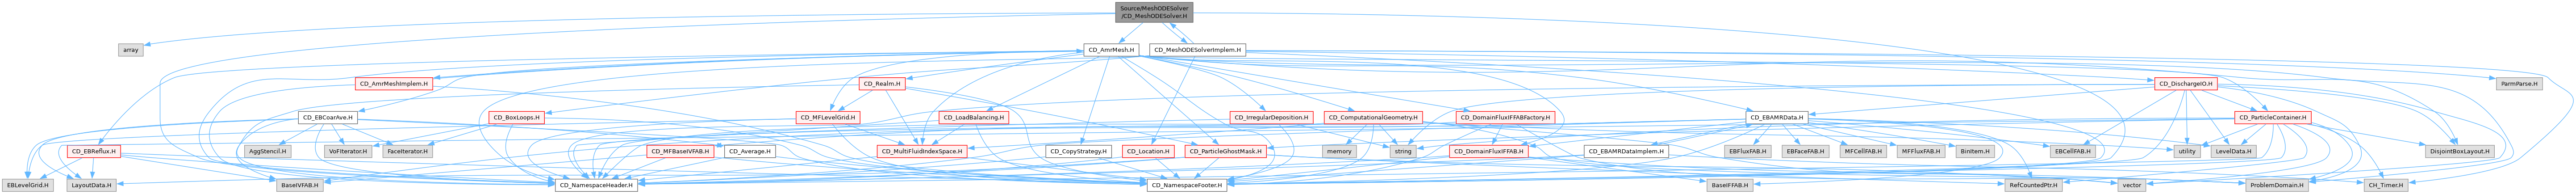 Source/MeshODESolver
/CD_MeshODESolver.H
array
CD_AmrMesh.H
CD_MeshODESolverImplem.H
CD_AmrMeshImplem.H
CD_Realm.H
CD_DischargeIO.H
ParmParse.H
CD_EBCoarAve.H
CD_BoxLoops.H
CD_MFLevelGrid.H
CD_LoadBalancing.H
CD_IrregularDeposition.H
CD_ComputationalGeometry.H
CD_DomainFluxIFFABFactory.H
CD_EBAMRData.H
CD_ParticleContainer.H
CD_EBReflux.H
AggStencil.H
VoFIterator.H
FaceIterator.H
CD_MFBaseIVFAB.H
CD_Average.H
CD_MultiFluidIndexSpace.H
CD_CopyStrategy.H
CD_Location.H
CD_ParticleGhostMask.H
memory
string
CD_DomainFluxIFFAB.H
CD_EBAMRDataImplem.H
EBFluxFAB.H
EBFaceFAB.H
MFCellFAB.H
MFFluxFAB.H
BinItem.H
EBCellFAB.H
utility
LevelData.H
DisjointBoxLayout.H
EBLevelGrid.H
LayoutData.H
BaseIVFAB.H
CD_NamespaceHeader.H
CD_NamespaceFooter.H
BaseIFFAB.H
RefCountedPtr.H
vector
ProblemDomain.H
CH_Timer.H